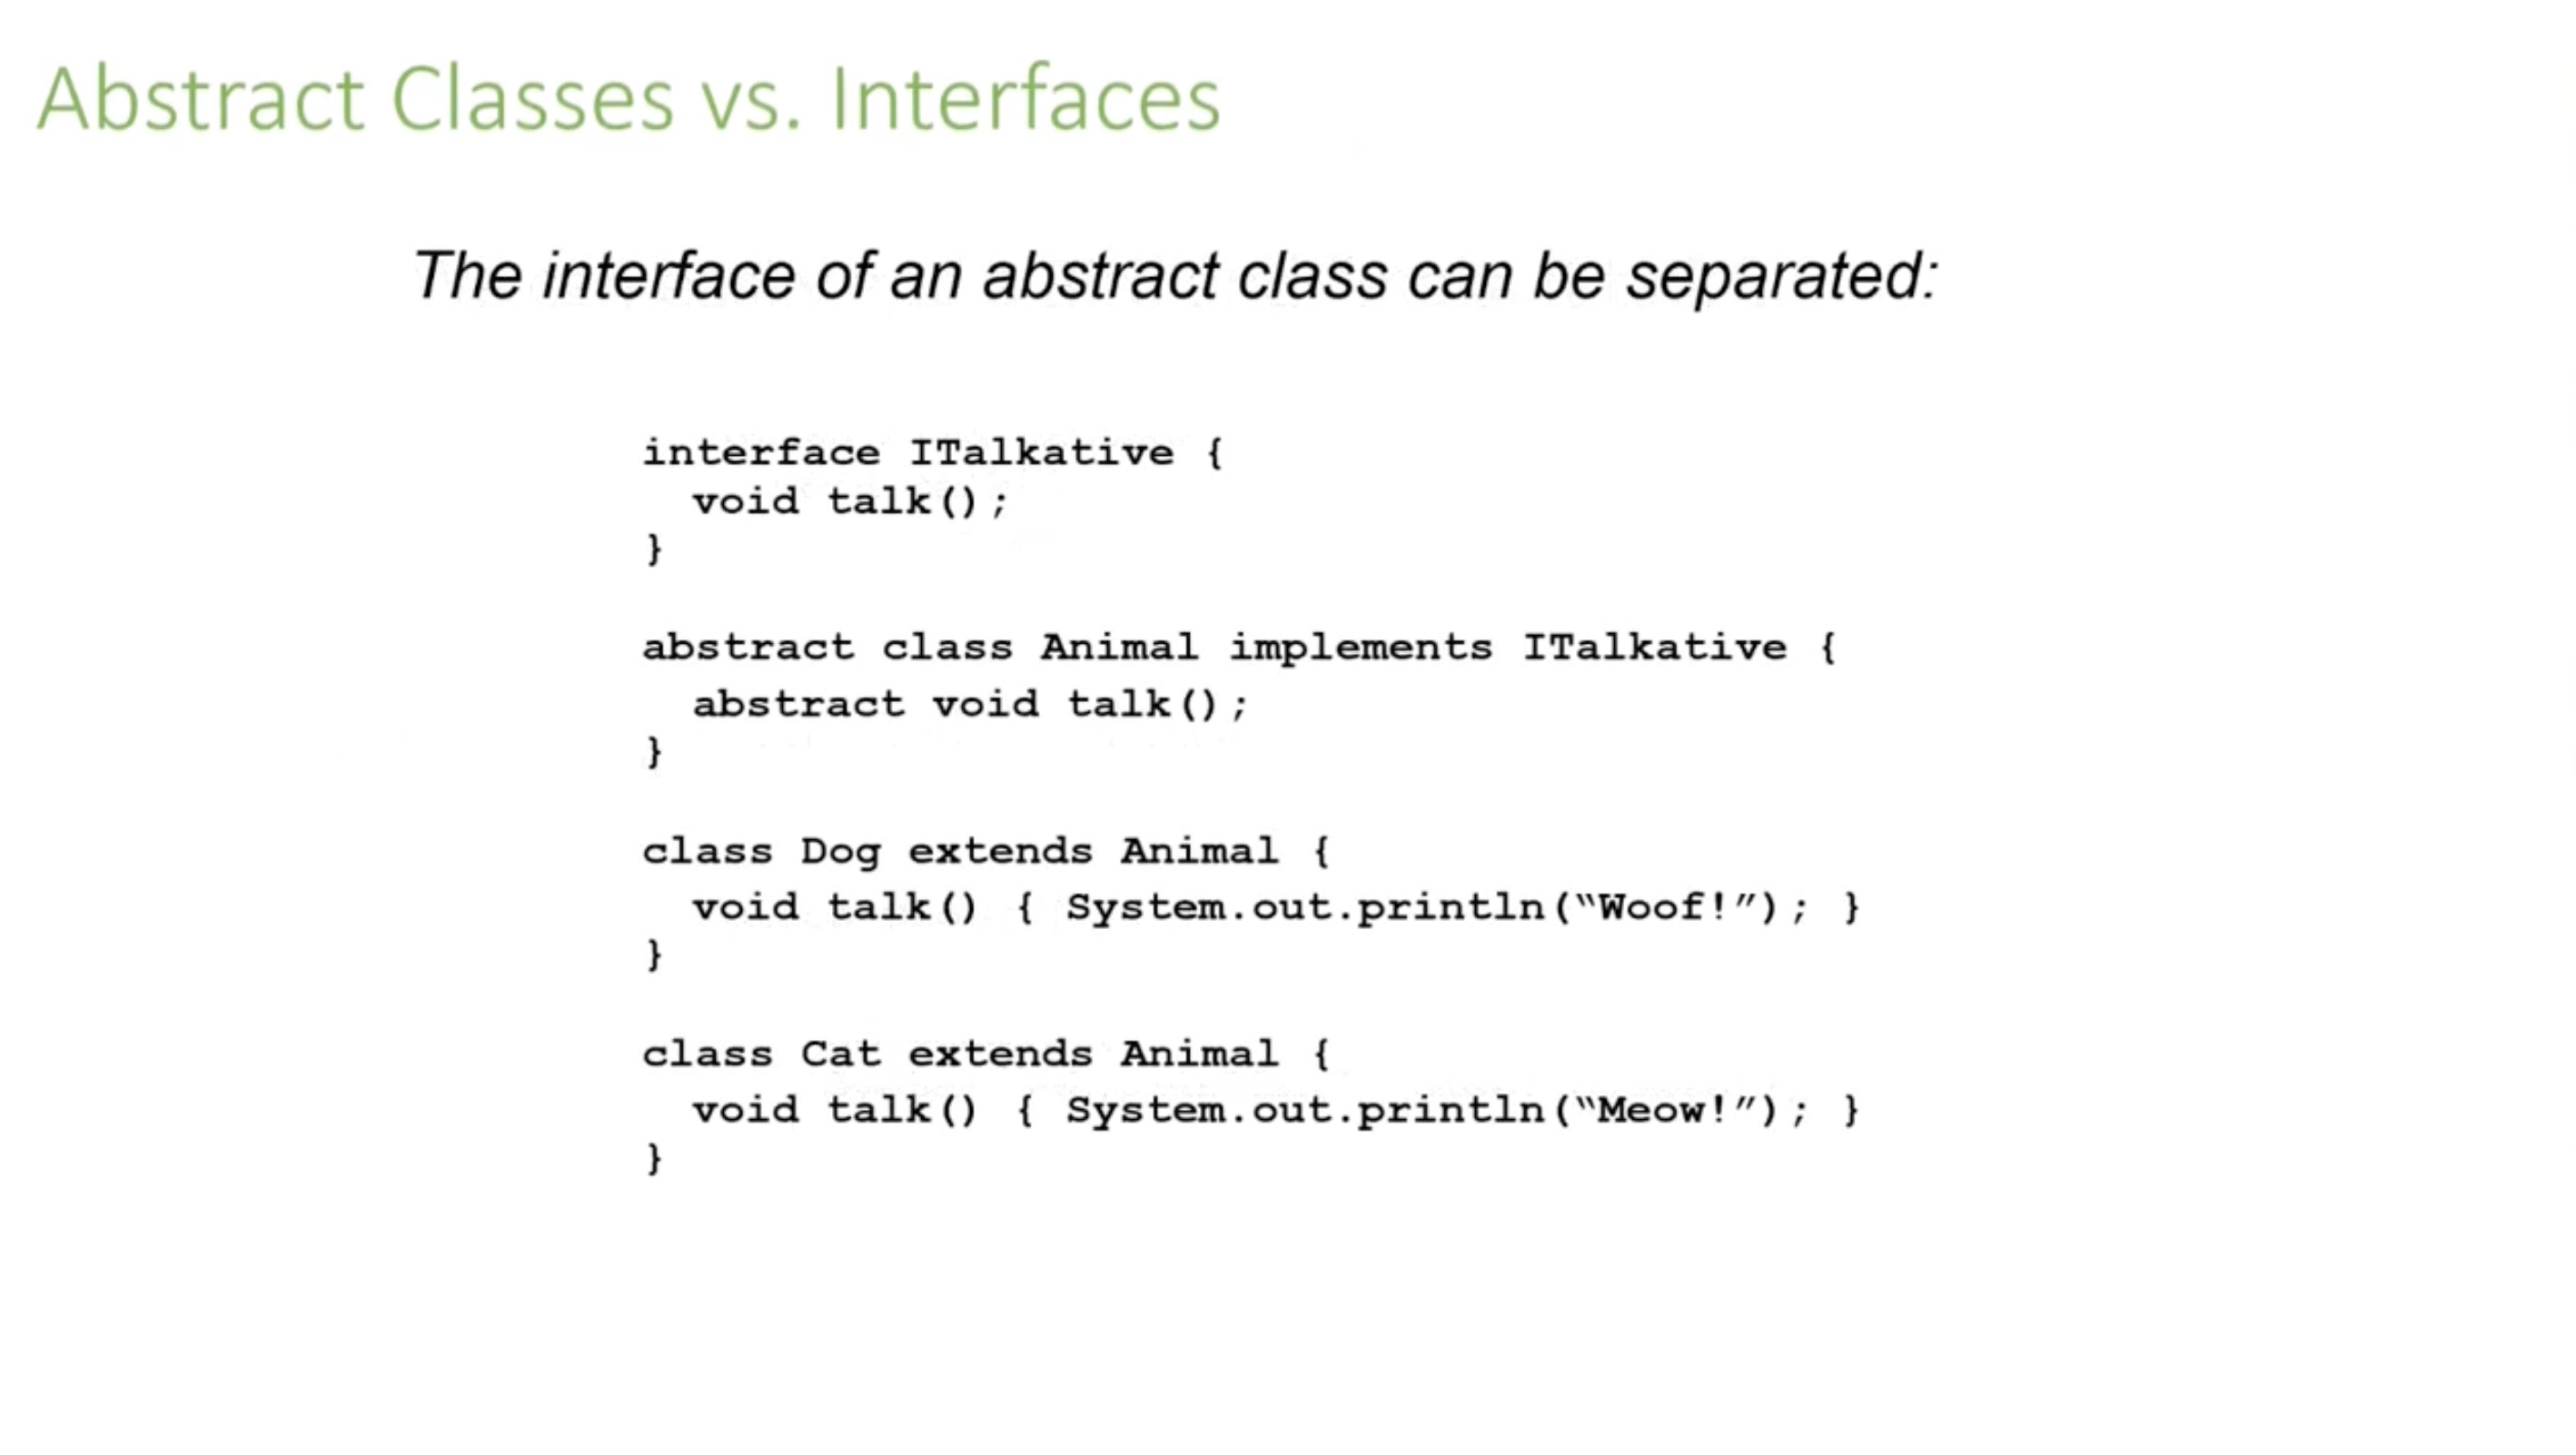 Abstract Classes vs. Interfaces
The interface of an abstract class can be separated:
interface ITalkative {
void talk();
}
abstract class Animal implements ITalkative {
abstract void talk();
}
class Dog extends Animal {
void talk() { System.out.println(“Woof!”); }
}
class Cat extends Animal {
void talk() { System.out.println(“Meow!”); }
}